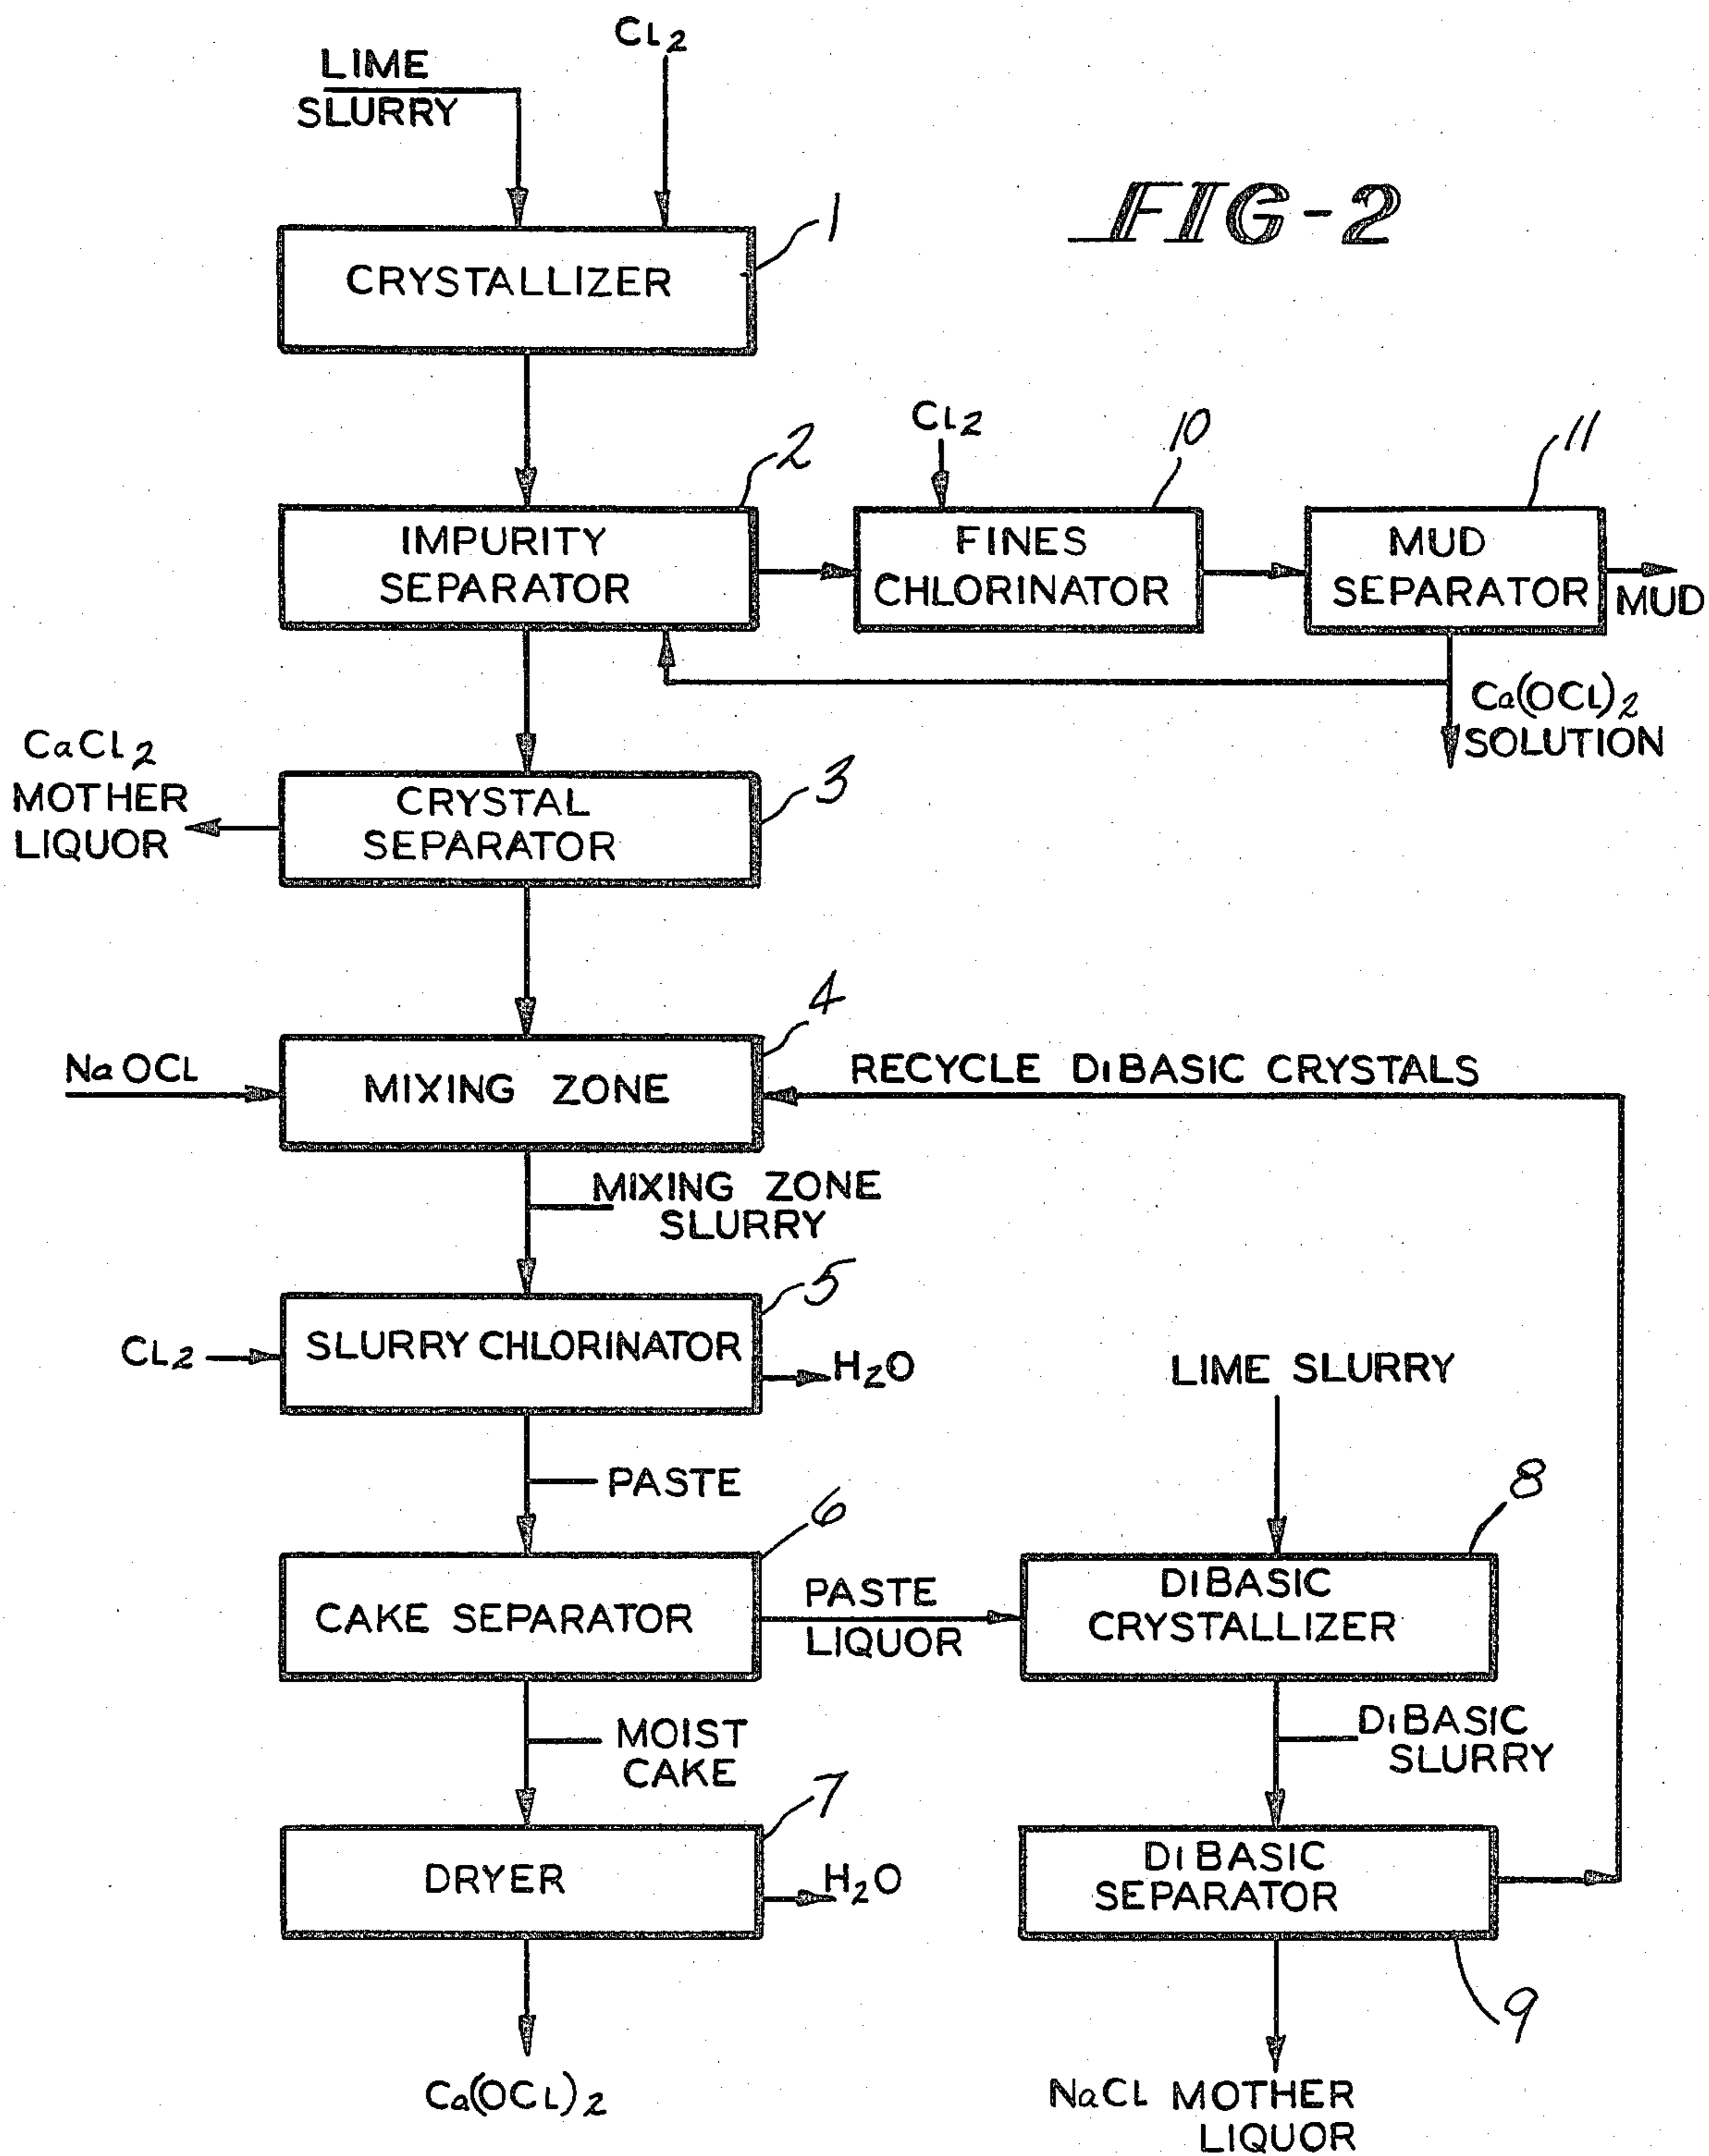 Cl2
LIME
SLURRY
FIG-2
1
CRYSTALLIZER
2
Cl2
10
11
IMPURITY
SEPARATOR
FINES
CHLORINATOR
MUD
SEPARATOR
MUD
Ca(OCl)2
SOLUTION
CaCl2
MOTHER
LIQUOR
3
CRYSTAL
SEPARATOR
4
NaOCL
MIXING ZONE
RECYCLE DiBASIC CRYSTALS
MIXING ZONE
SLURRY
5
CL2
SLURRY CHLORINATOR
H2O
LIME SLURRY
PASTE
6
8
CAKE SEPARATOR
PASTE
LIQUOR
DiBASIC
CRYSTALLIZER
MOIST
CAKE
DiBASIC
SLURRY
7
DRYER
H2O
DiBASIC
SEPARATOR
9
Ca(OCl)2
NaCl MOTHER
LIQUOR